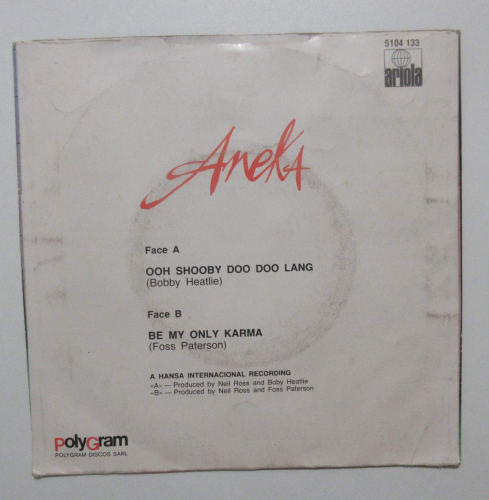 5104 133
ariola
Aneka
Face A
OOH SHOOBY DOO DOO LANG
(Bobby Heatlie)
Face B
BE MY ONLY KARMA
(Foss Paterson)
A HANSA INTERNACIONAL RECORDING
«A» — Produced by Neil Ross and Boby Heatlie
«B» — Produced by Neil Ross and Foss Paterson
PolyGram
POLYGRAM DISCOS SARL